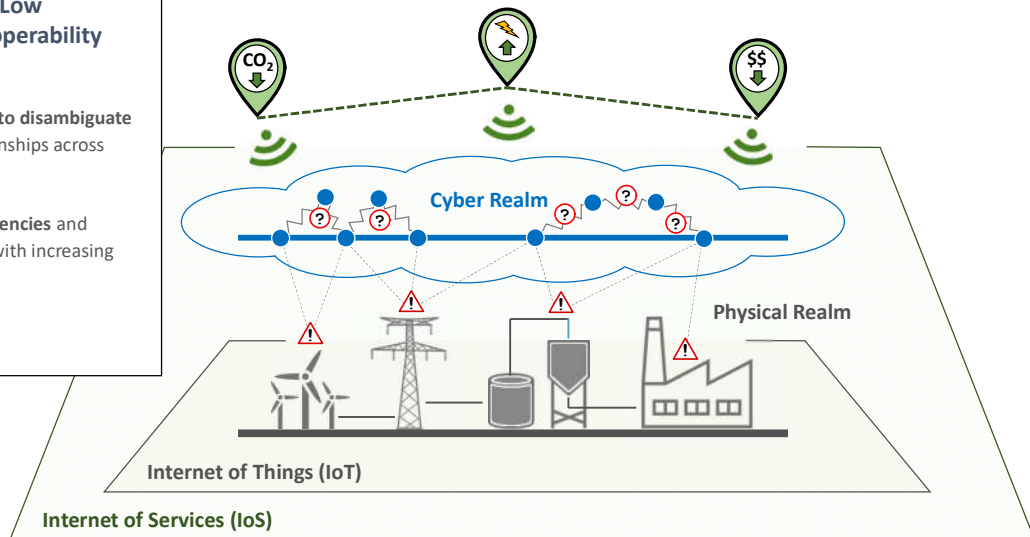 Low
operability
to disambiguate
nships across
encies and
with increasing
CO2
$$
Cyber Realm
?
?
?
?
?
!
!
!
!
Physical Realm
Internet of Things (IoT)
Internet of Services (IoS)